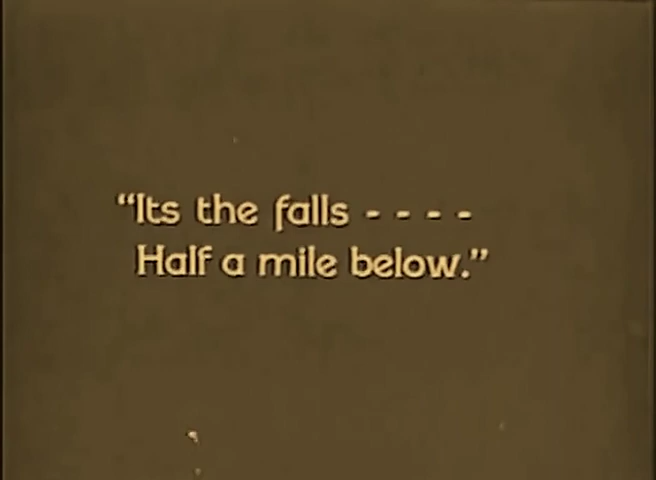 “Its the falls - - - -
Half a mile below.”